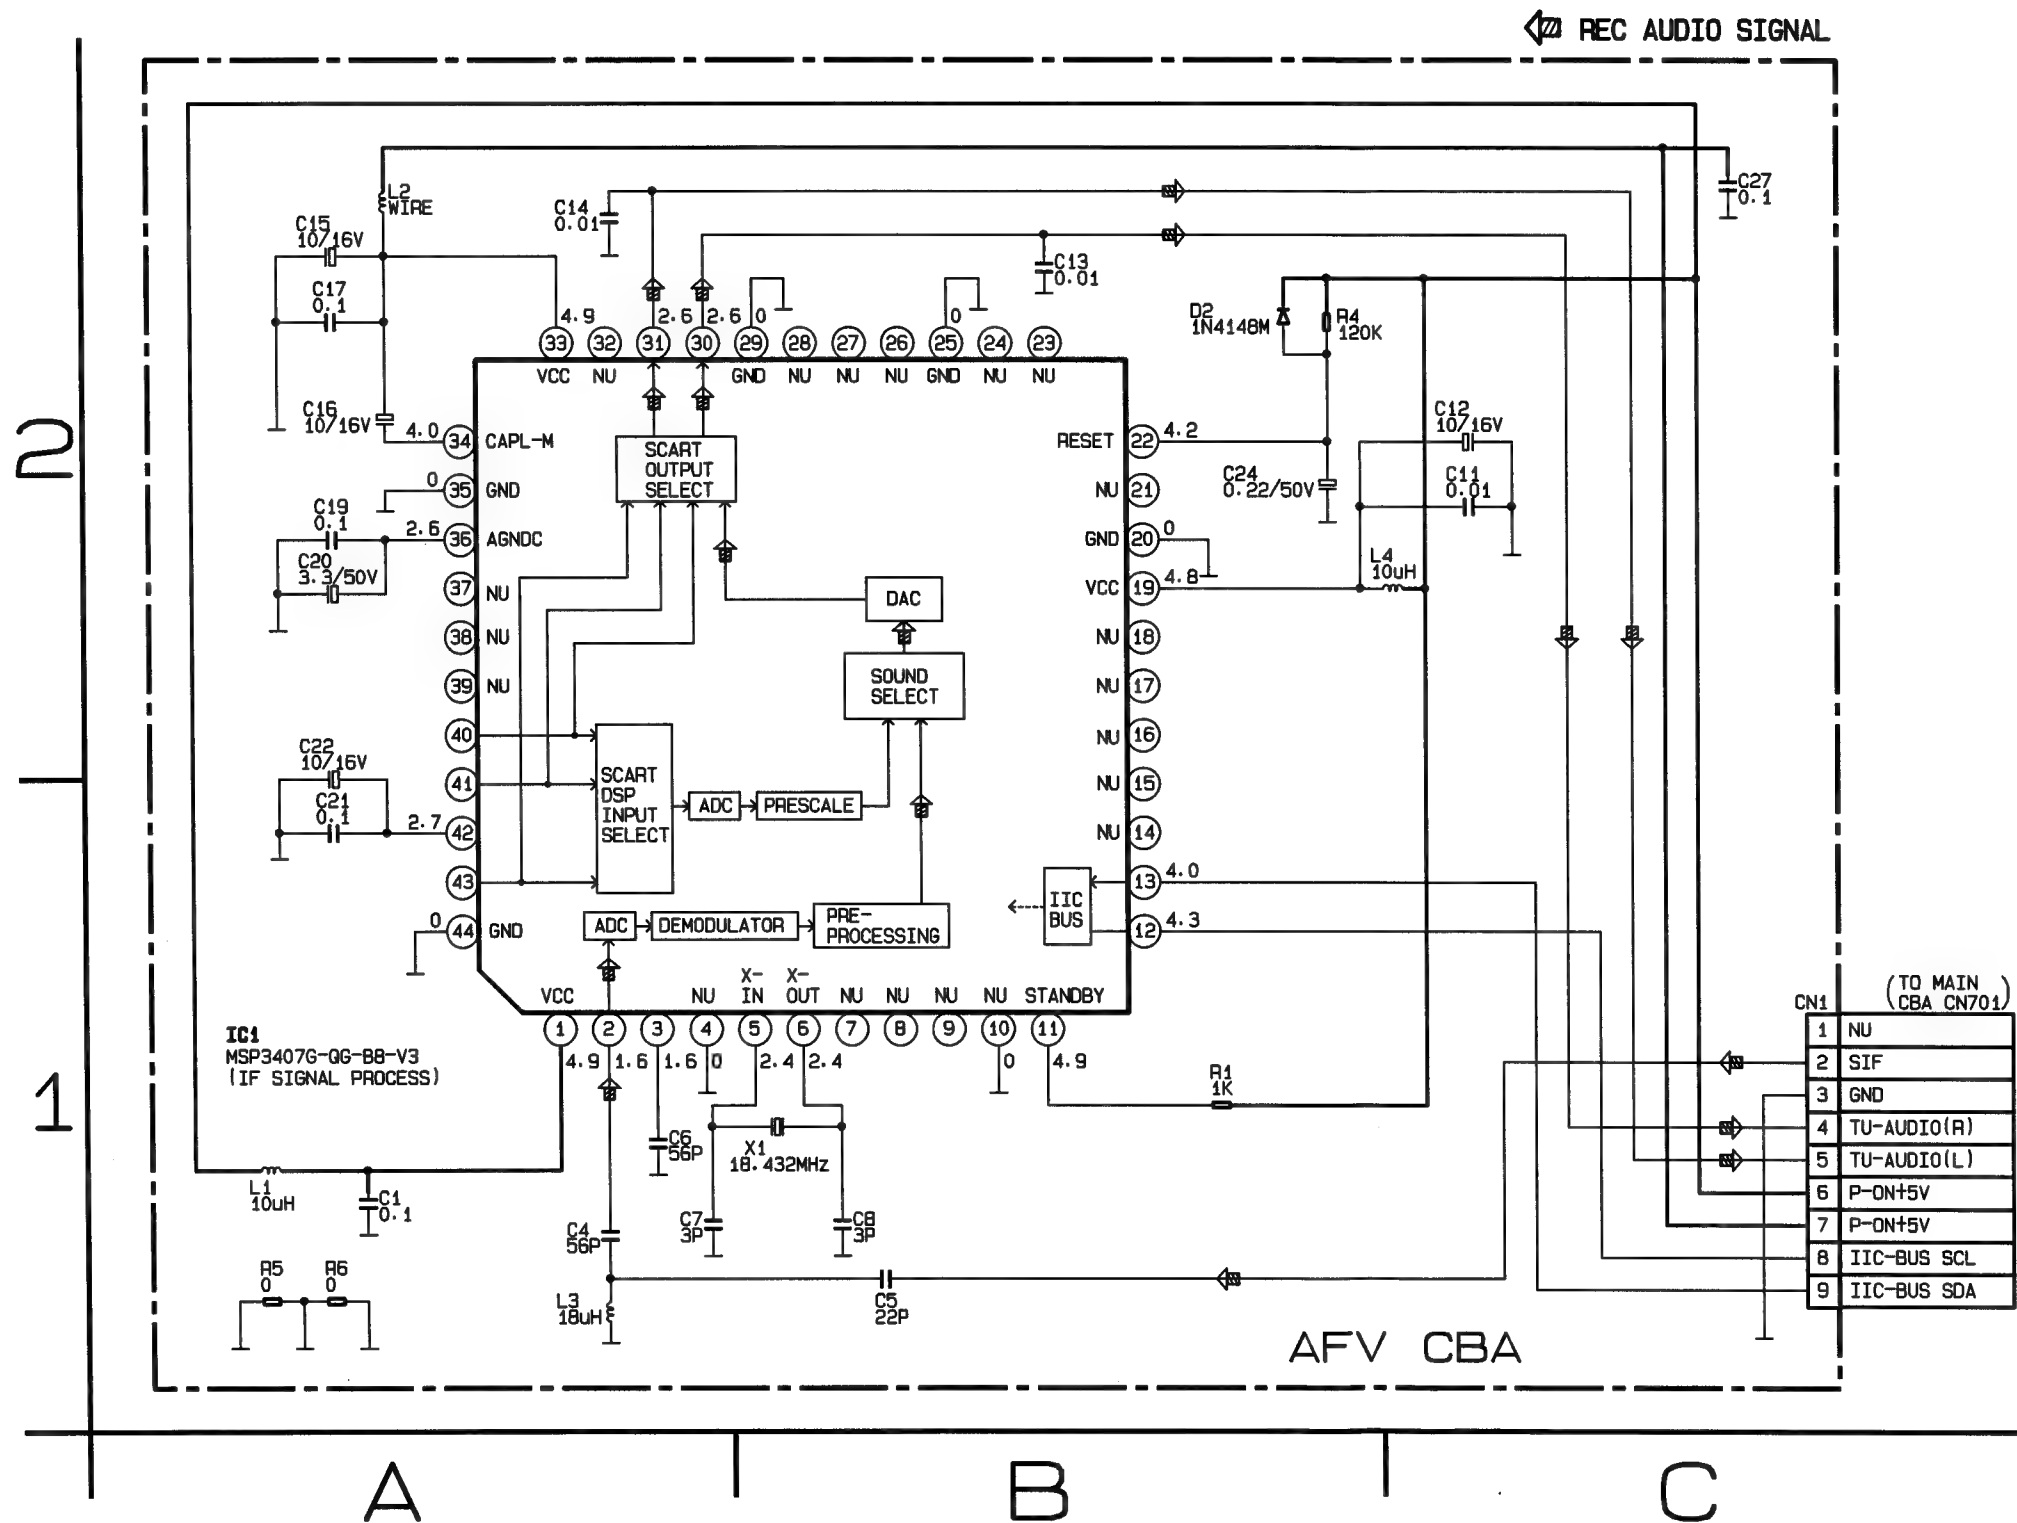 REC AUDIO SIGNAL
L2
WIRE
C15
10/16V
C17
0.1
C14
0.01
C13
0.01
C27
0.1
4.9
2.6
2.6
0
0
33
32
31
30
29
28
27
26
25
24
23
VCC
NU
GND
NU
NU
NU
GND
NU
NU
D2
1N4148M
R4
120K
C16
10/16V
4.0
34
CAPL-M
0
35
GND
C19
0.1
2.6
36
AGNDC
C20
3.3/50V
37
NU
38
NU
39
NU
40
C22
10/16V
41
C21
0.1
2.7
42
43
0
44
GND
SCART
OUTPUT
SELECT
DAC
SOUND
SELECT
SCART
DSP
INPUT
SELECT
ADC
PRESCALE
ADC
DEMODULATOR
PRE-
PROCESSING
IIC
BUS
RESET
22
4.2
NU
21
GND
20
0
VCC
19
4.8
NU
18
NU
17
NU
16
NU
15
NU
14
13
4.0
12
4.3
C24
0.22/50V
C12
10/16V
C11
0.01
L4
10uH
2
VCC
NU
X-
IN
X-
OUT
NU
NU
NU
NU
STANDBY
1
2
3
4
5
6
7
8
9
10
11
4.9
1.6
1.6
0
2.4
2.4
0
4.9
IC1
MSP3407G-QG-B8-V3
(IF SIGNAL PROCESS)
1
R1
1K
C6
56P
X1
18.432MHz
L1
10uH
C1
0.1
C4
56P
C7
3P
C8
3P
R5
0
R6
0
L3
18uH
C5
22P
CN1
(TO MAIN
CBA CN701)
1 NU
2 SIF
3 GND
4 TU-AUDIO(R)
5 TU-AUDIO(L)
6 P-ON+5V
7 P-ON+5V
8 IIC-BUS SCL
9 IIC-BUS SDA
AFV CBA
A
B
C